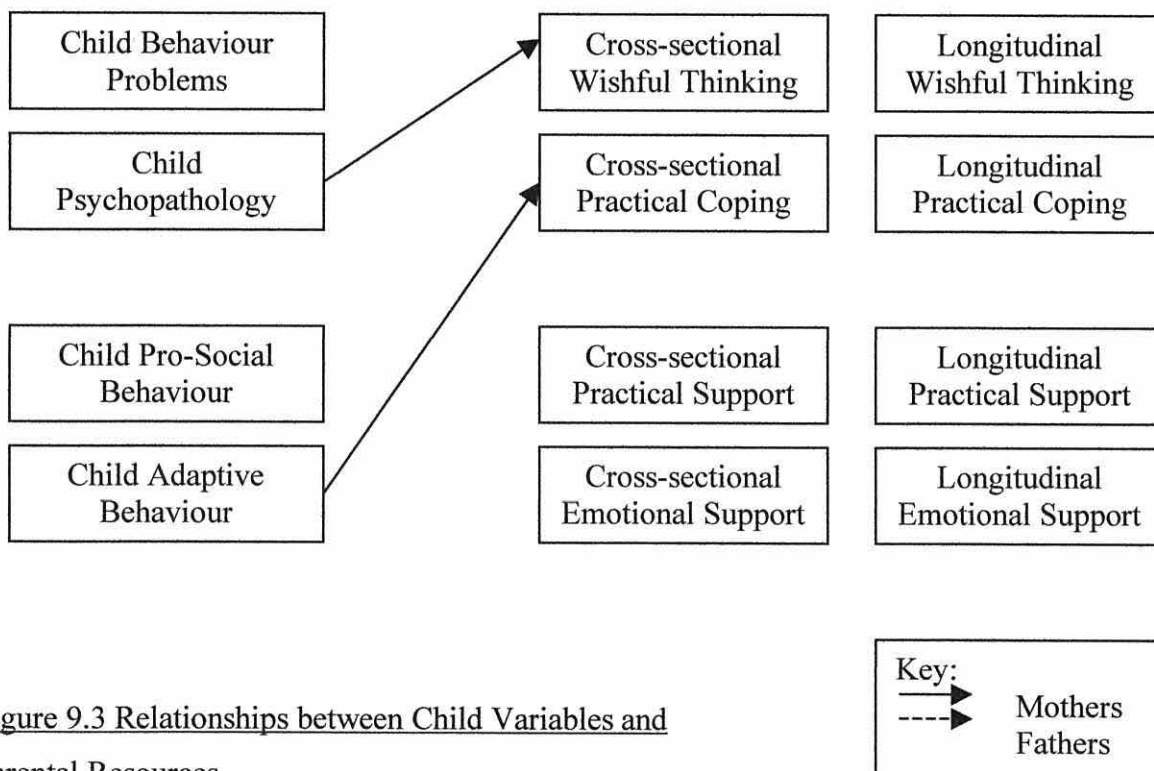 Child Behaviour
Problems
Cross-sectional
Wishful Thinking
Longitudinal
Wishful Thinking
Child
Psychopathology
Cross-sectional
Practical Coping
Longitudinal
Practical Coping
Child Pro-Social
Behaviour
Cross-sectional
Practical Support
Longitudinal
Practical Support
Child Adaptive
Behaviour
Cross-sectional
Emotional Support
Longitudinal
Emotional Support
Key:
Mothers
Fathers
gure 9.3 Relationships between Child Variables and